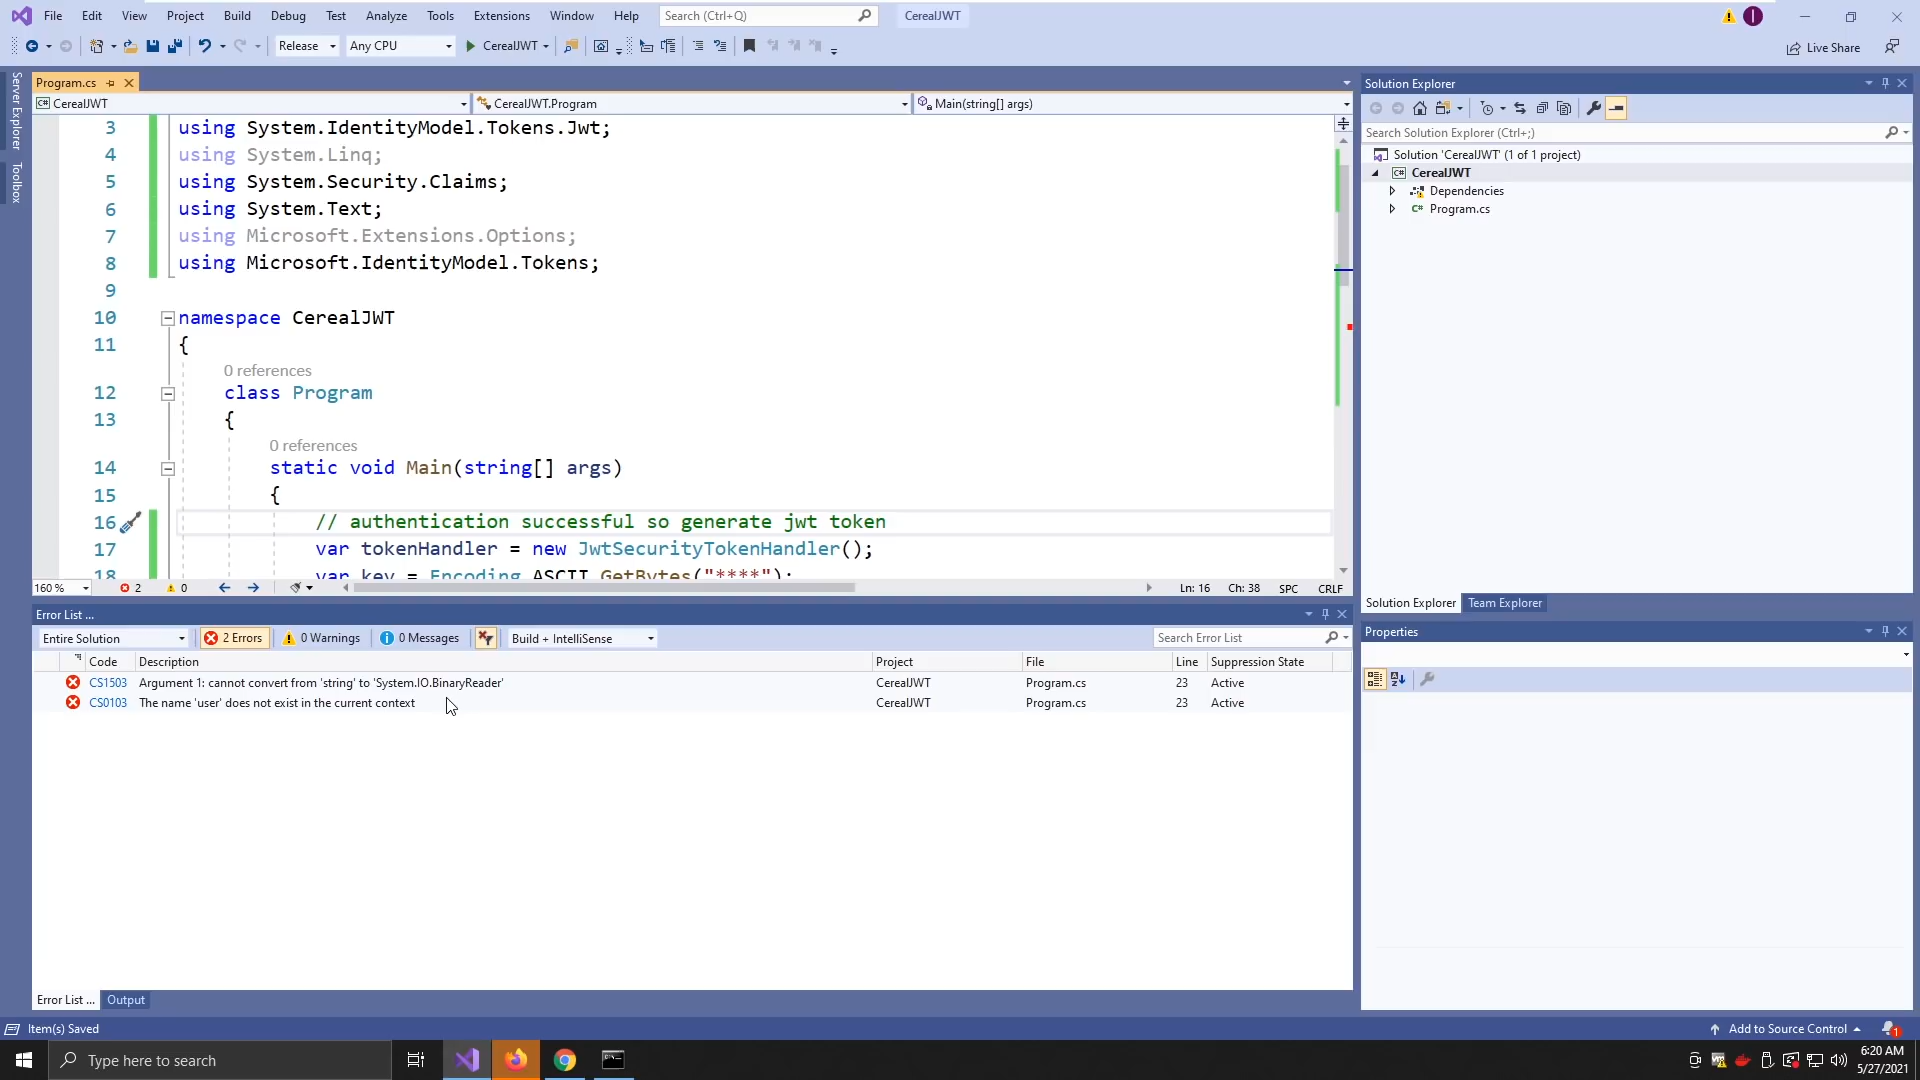 File Edit View Project Build Debug Test Analyze Tools Extensions Window Help Search (Ctrl+Q) CerealJWT
Release Any CPU CerealJWT Live Share
Server Explorer
Toolbox
Program.cs
CerealJWT CerealJWT.Program Main(string[] args)
3 using System.IdentityModel.Tokens.Jwt;
4 using System.Linq;
5 using System.Security.Claims;
6 using System.Text;
7 using Microsoft.Extensions.Options;
8 using Microsoft.IdentityModel.Tokens;
9
10 namespace CerealJWT
11 {
0 references
12 class Program
13 {
0 references
14 static void Main(string[] args)
15 {
16 // authentication successful so generate jwt token
17 var tokenHandler = new JwtSecurityTokenHandler();
18 var key = Encoding.ASCII.GetBytes("****");
160 % 2 0 Ln: 16 Ch: 38 SPC CRLF
Error List ...
Entire Solution 2 Errors 0 Warnings 0 Messages Build + IntelliSense Search Error List
Code Description Project File Line Suppression State
CS1503 Argument 1: cannot convert from 'string' to 'System.IO.BinaryReader' CerealJWT Program.cs 23 Active
CS0103 The name 'user' does not exist in the current context CerealJWT Program.cs 23 Active
Error List ... Output
Solution Explorer
Search Solution Explorer (Ctrl+;)
Solution 'CerealJWT' (1 of 1 project)
CerealJWT
Dependencies
Program.cs
Solution Explorer Team Explorer
Properties
Item(s) Saved Add to Source Control 1
Type here to search
6:20 AM
5/27/2021